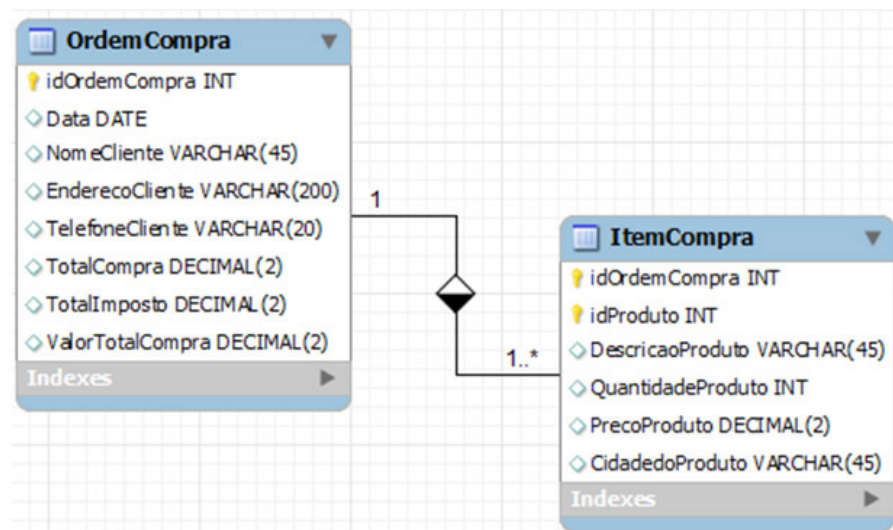 OrdemCompra
idOrdemCompra INT
Data DATE
NomeCliente VARCHAR(45)
EnderecoCliente VARCHAR(200)
TelefoneCliente VARCHAR(20)
TotalCompra DECIMAL(2)
TotalImposto DECIMAL(2)
ValorTotalCompra DECIMAL(2)
Indexes
1
1..*
ItemCompra
idOrdemCompra INT
idProduto INT
DescricaoProduto VARCHAR(45)
QuantidadeProduto INT
PrecoProduto DECIMAL(2)
CidadedoProduto VARCHAR(45)
Indexes